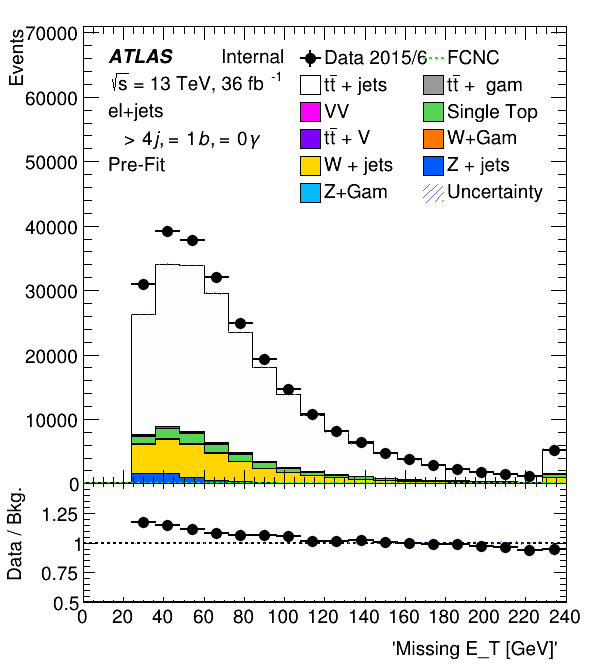 Events
70000
60000
50000
40000
30000
20000
10000
0
ATLAS Internal
√s = 13 TeV, 36 fb⁻¹
el+jets
> 4j, = 1b, = 0γ
Pre-Fit
Data 2015/6 FCNC
tt̄ + jets tt̄ + gam
VV Single Top
tt̄ + V W+Gam
W + jets Z + jets
Z+Gam Uncertainty
Data / Bkg.
1.25
1
0.75
0.5
0 20 40 60 80 100 120 140 160 180 200 220 240
'Missing E_T [GeV]'